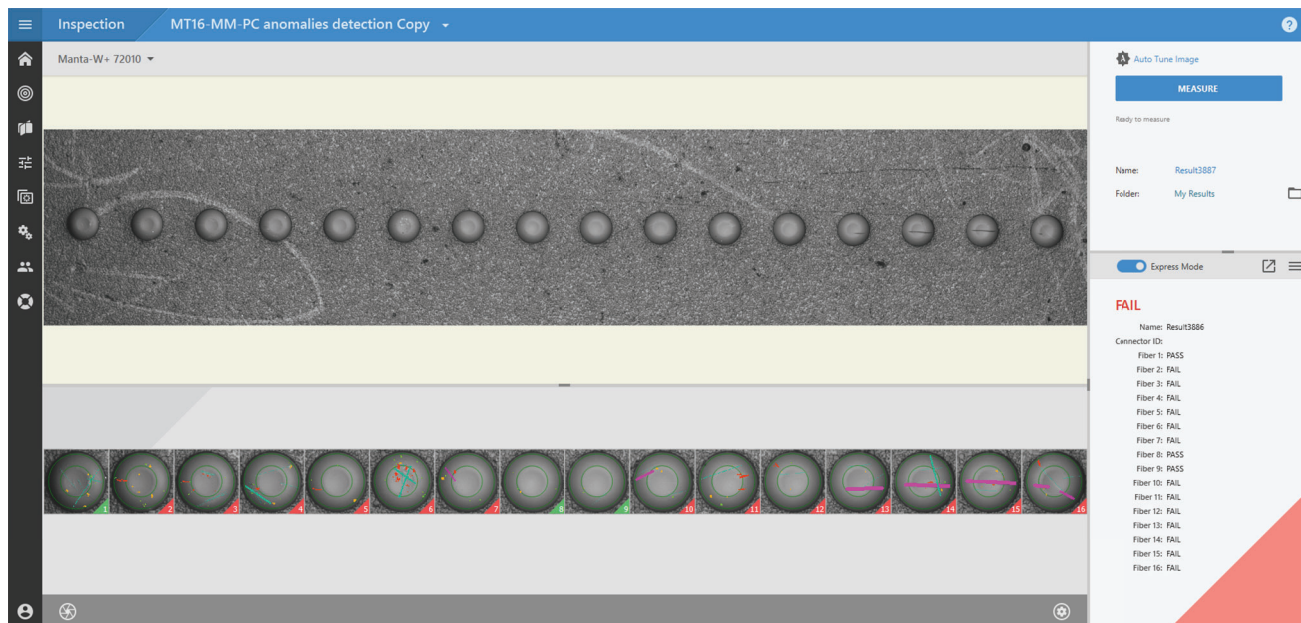 Inspection
MT16-MM-PC anomalies detection Copy
?
Manta-W+ 72010
A
Auto Tune Image
MEASURE
Ready to measure
Name: Result3887
Folder: My Results
Express Mode
FAIL
Name: Result3886
Connector ID:
Fiber 1: PASS
Fiber 2: FAIL
Fiber 3: FAIL
Fiber 4: FAIL
Fiber 5: FAIL
Fiber 6: FAIL
Fiber 7: FAIL
Fiber 8: PASS
Fiber 9: PASS
Fiber 10: FAIL
Fiber 11: FAIL
Fiber 12: FAIL
Fiber 13: FAIL
Fiber 14: FAIL
Fiber 15: FAIL
Fiber 16: FAIL
1 2 3 4 5 6 7 8 9 10 11 12 13 14 15 16